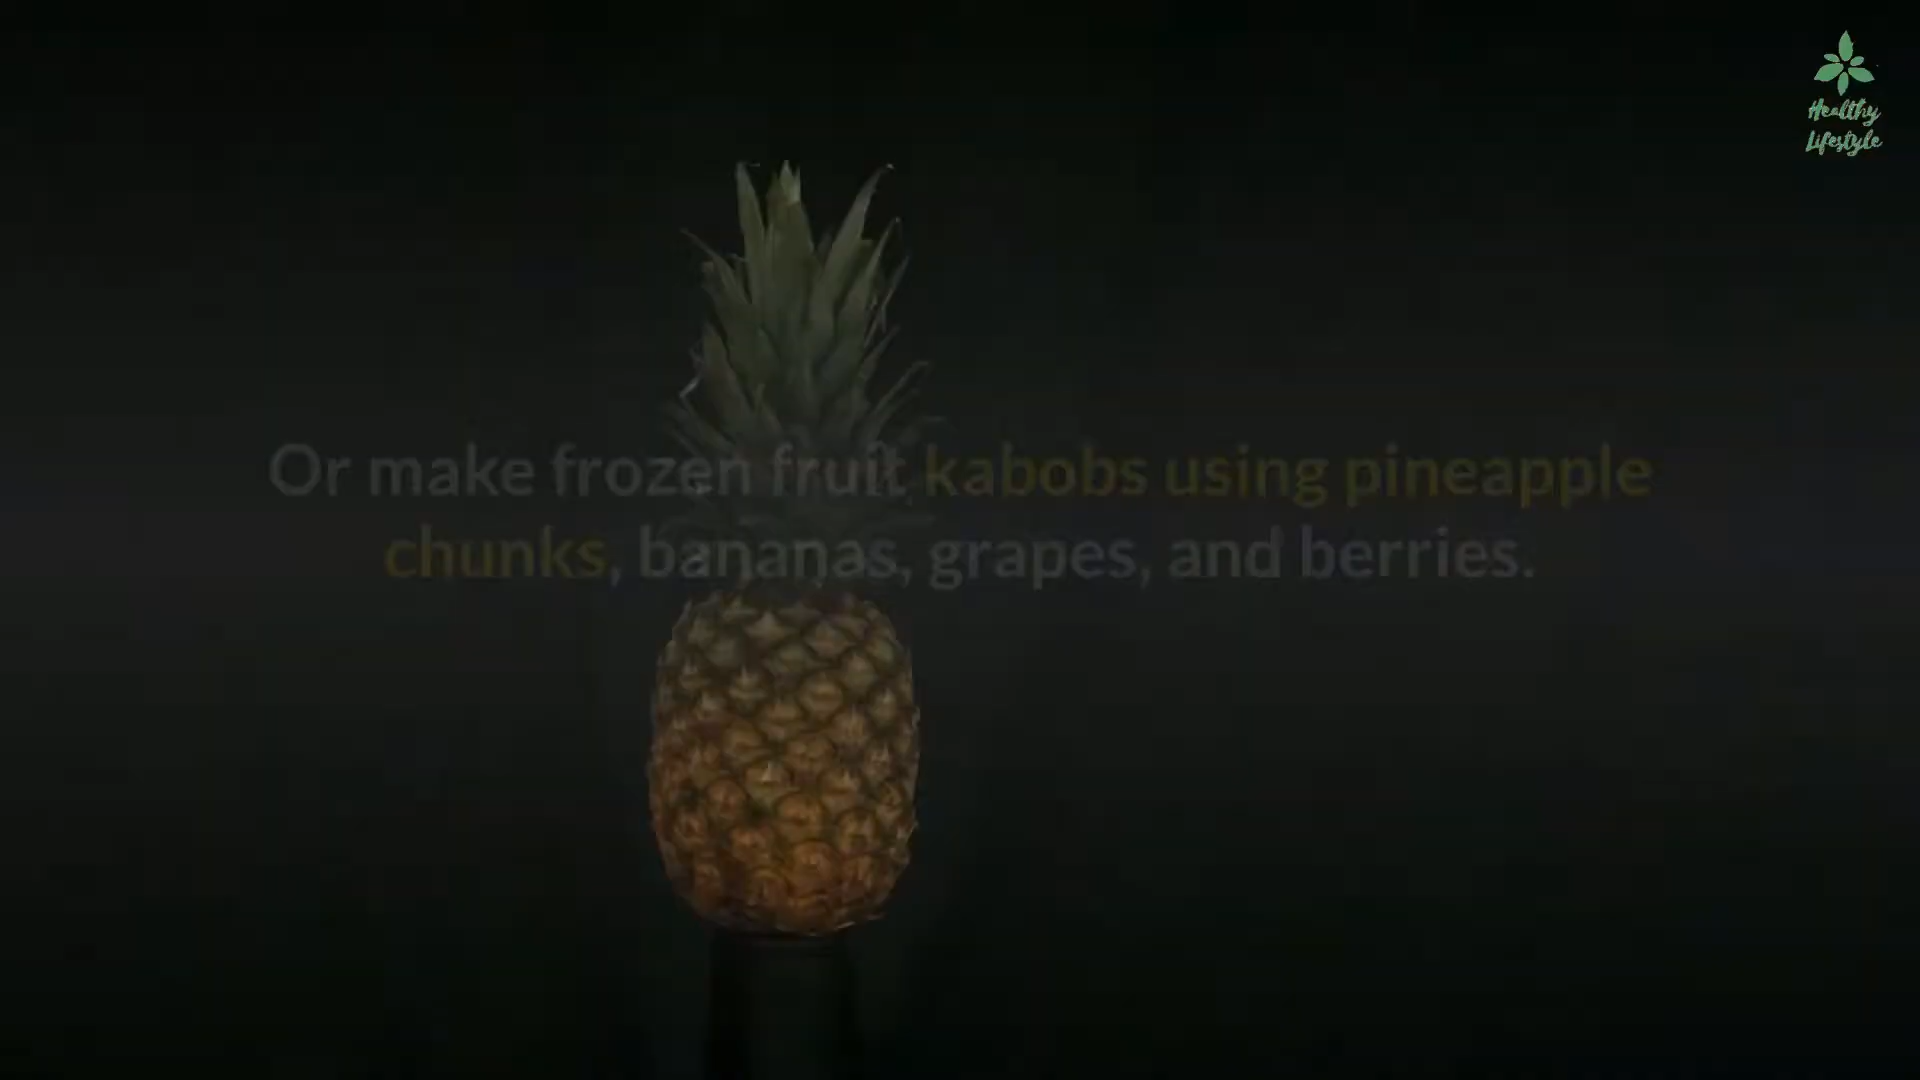 Healthy
Lifestyle
Or make frozen fruit kabobs using pineapple
chunks, bananas, grapes, and berries.